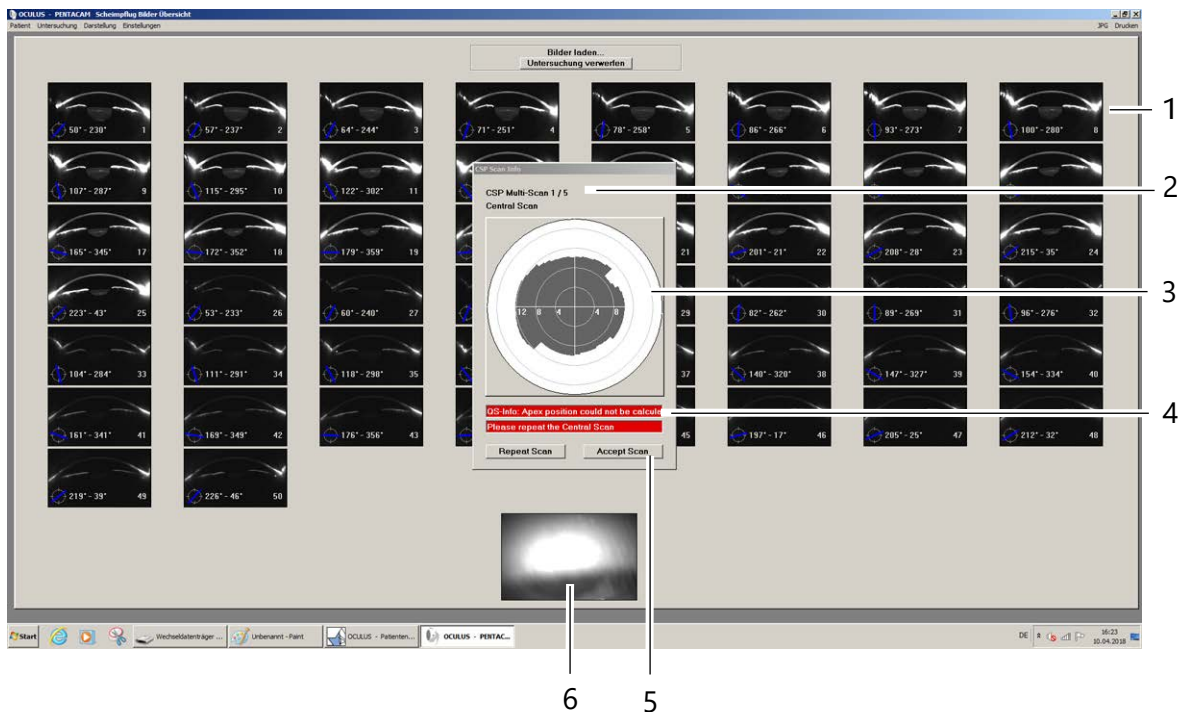 OCULUS - PENTACAM Scheimpflug Bilder Übersicht
Patient Untersuchung Darstellung Einstellungen JPG Drucken
Bilder laden...
Untersuchung verwerfen
50°- 230° 1 57°- 237° 2 64°- 244° 3 71°- 251° 4 78°- 258° 5 86°- 266° 6 93°- 273° 7 100°- 280° 8
1
107°- 287° 9 115°- 295° 10 122°- 302° 11
CSP Scan Info
CSP Multi-Scan 1 / 5
2
Central Scan
165°- 345° 17 172°- 352° 18 179°- 359° 19 21 201°- 21° 22 208°- 28° 23 215°- 35° 24
3
12 8 4 4 8
223°- 43° 25 53°- 233° 26 60°- 240° 27 29 82°- 262° 30 89°- 269° 31 96°- 276° 32
104°- 284° 33 111°- 291° 34 118°- 298° 35 37 140°- 320° 38 147°- 327° 39 154°- 334° 40
QS-Info: Apex position could not be calcula
4
Please repeat the Central Scan
161°- 341° 41 169°- 349° 42 176°- 356° 43 45 197°- 17° 46 205°- 25° 47 212°- 32° 48
Repeat Scan Accept Scan
219°- 39° 49 226°- 46° 50
Start Wechseldatenträger ... Unbenannt - Paint OCULUS - Patienten... OCULUS - PENTAC... DE 16:23
10.04.2018
6 5